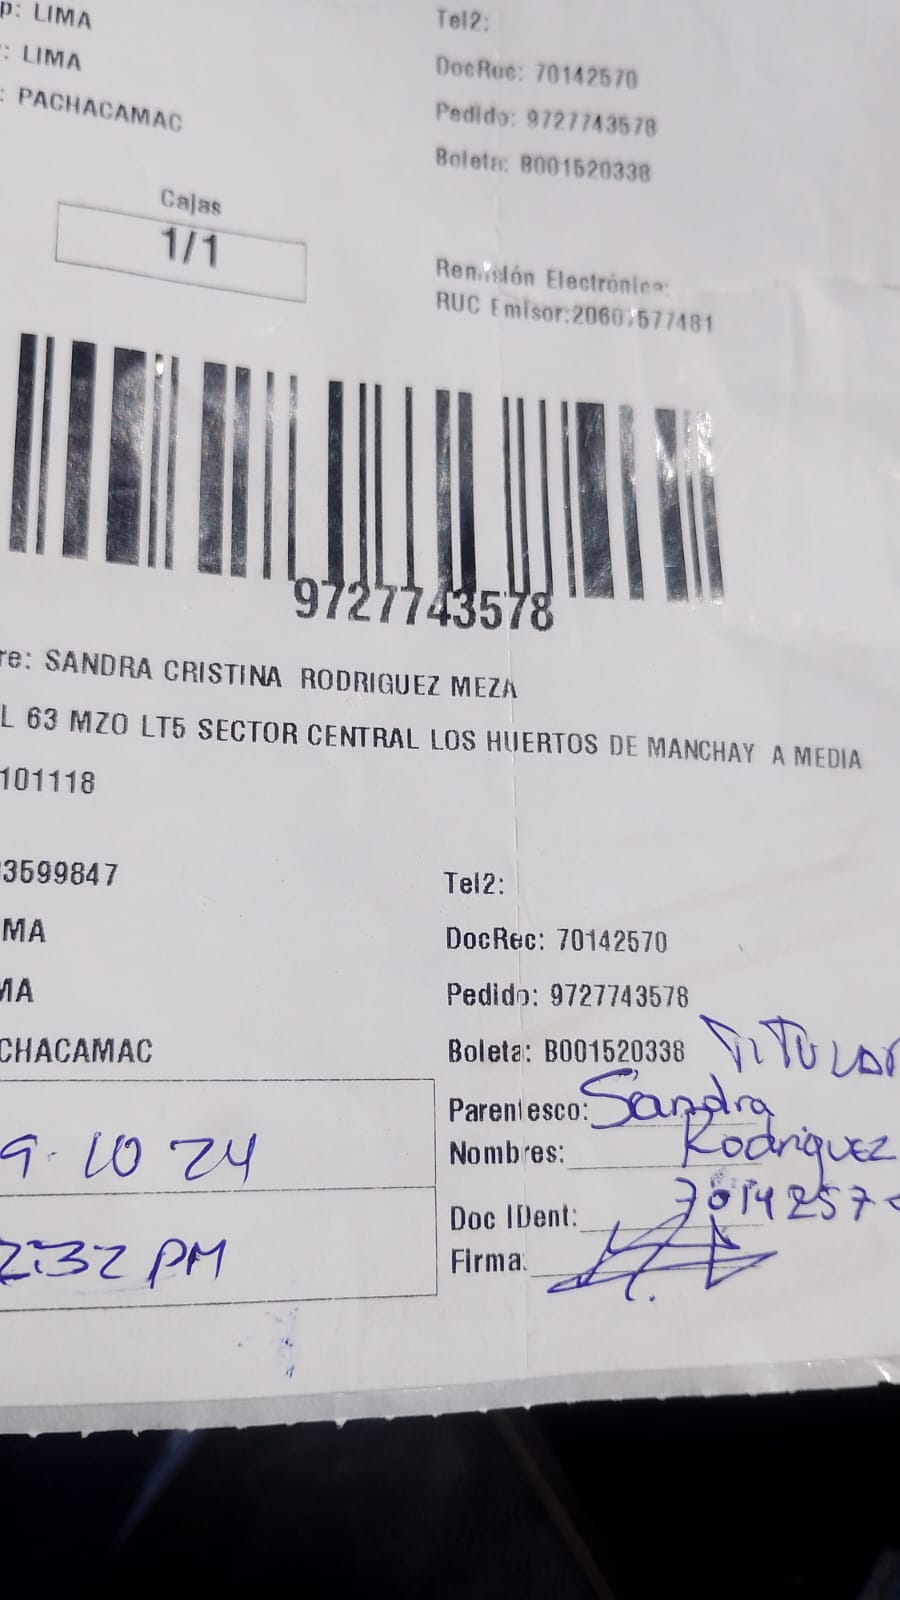 p: LIMA
Tel2:
: LIMA
DocRec: 70142570
: PACHACAMAC
Pedido: 9727743578
Boleta: B001520338
Cajas
1/1
Remisión Electrónica:
RUC Emisor:20607577481
9727743578
re: SANDRA CRISTINA RODRIGUEZ MEZA
L 63 MZO LT5 SECTOR CENTRAL LOS HUERTOS DE MANCHAY A MEDIA
101118
3599847
Tel2:
MA
DocRec: 70142570
MA
Pedido: 9727743578
CHACAMAC
Boleta: B001520338 TITULAR
Parentesco: Sandra
Nombres: Rodriguez
9-10 24
Doc IDent: 7014257
2:32 PM
Firma: